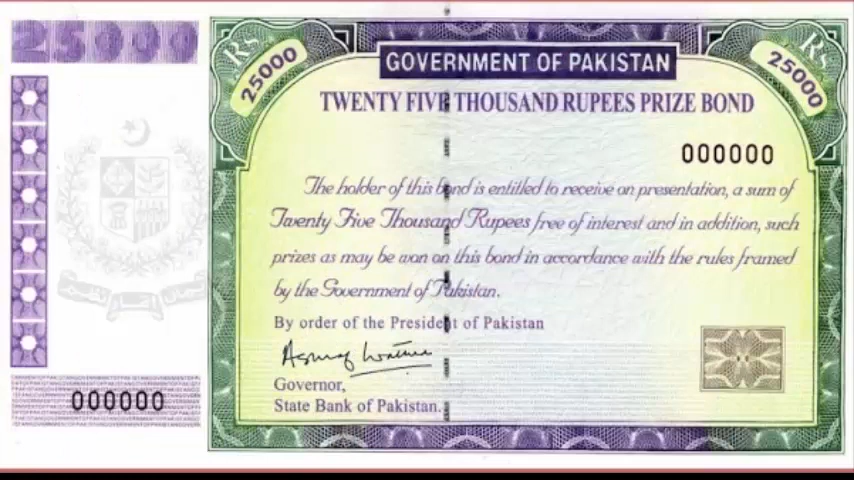 25000
Rs
25000
GOVERNMENT OF PAKISTAN
Rs
25000
TWENTY FIVE THOUSAND RUPEES PRIZE BOND
000000
The holder of this bond is entitled to receive on presentation, a sum of
Twenty Five Thousand Rupees free of interest and in addition, such
prizes as may be won on this bond in accordance with the rules framed
by the Government of Pakistan.
By order of the President of Pakistan
Governor,
State Bank of Pakistan.
000000